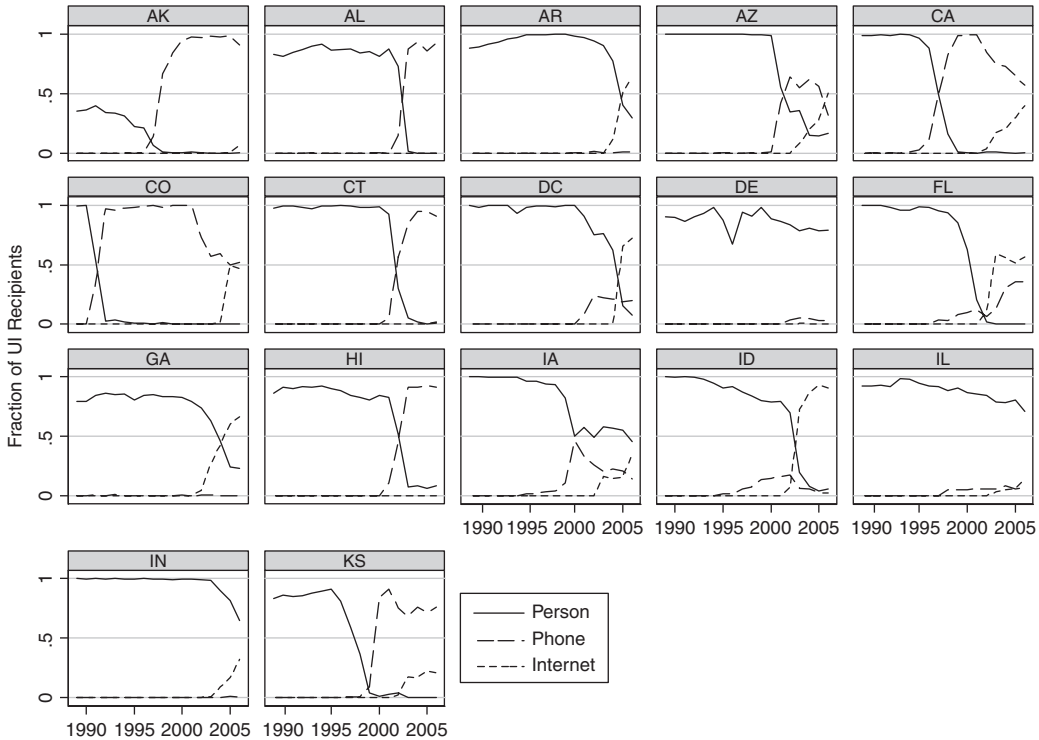 AK AL AR AZ CA
1
.5
0
CO CT DC DE FL
1
.5
0
Fraction of UI Recipients
GA HI IA ID IL
1
.5
0
1990 1995 2000 2005 1990 1995 2000 2005 1990 1995 2000 2005
IN KS
1
.5
0
Person
Phone
Internet
1990 1995 2000 2005 1990 1995 2000 2005